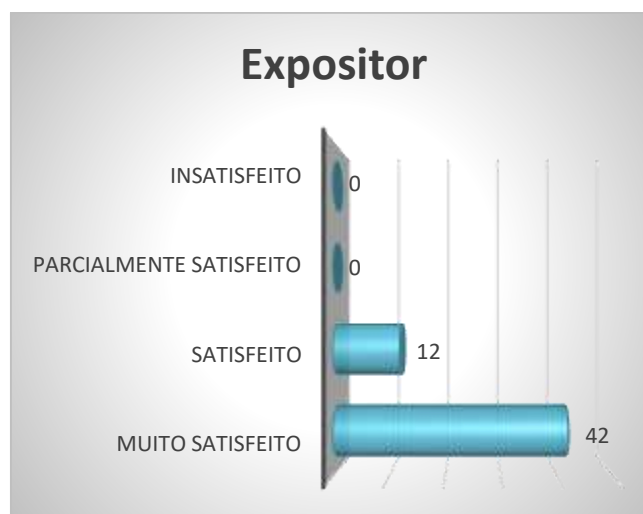 Expositor
INSATISFEITO 0
PARCIALMENTE SATISFEITO 0
SATISFEITO 12
MUITO SATISFEITO 42